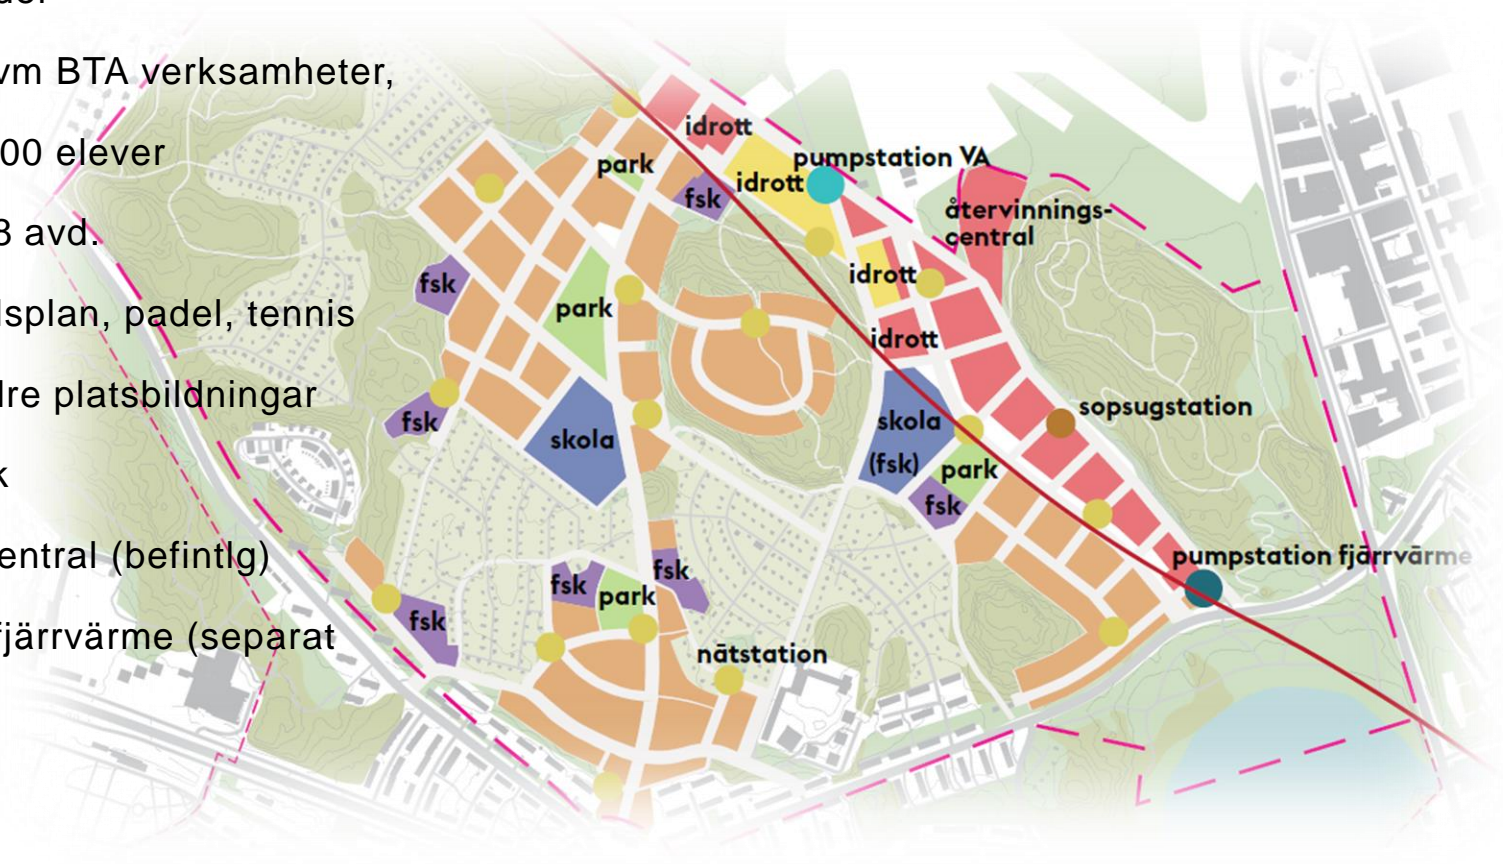 vm BTA verksamheter,
00 elever
8 avd.
splan, padel, tennis
dre platsbildningar
k
entral (befintlg)
fjärrvärme (separat
idrott
park
pumpstation VA
idrott
fsk
återvinnings-
central
fsk
idrott
park
idrott
fsk
skola
sopsugstation
skola
(fsk)
park
fsk
pumpstation fjärrvärme
fsk
fsk
park
fsk
nätstation